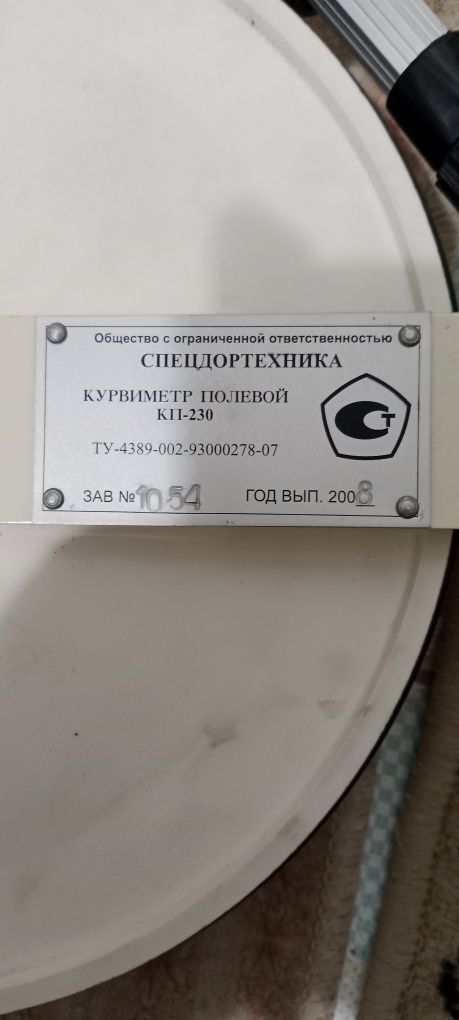 Общество с ограниченной ответственностью
СПЕЦДОРТЕХНИКА
КУРВИМЕТР ПОЛЕВОЙ
КП-230
ТУ-4389-002-93000278-07
ЗАВ № 1054 ГОД ВЫП. 2008